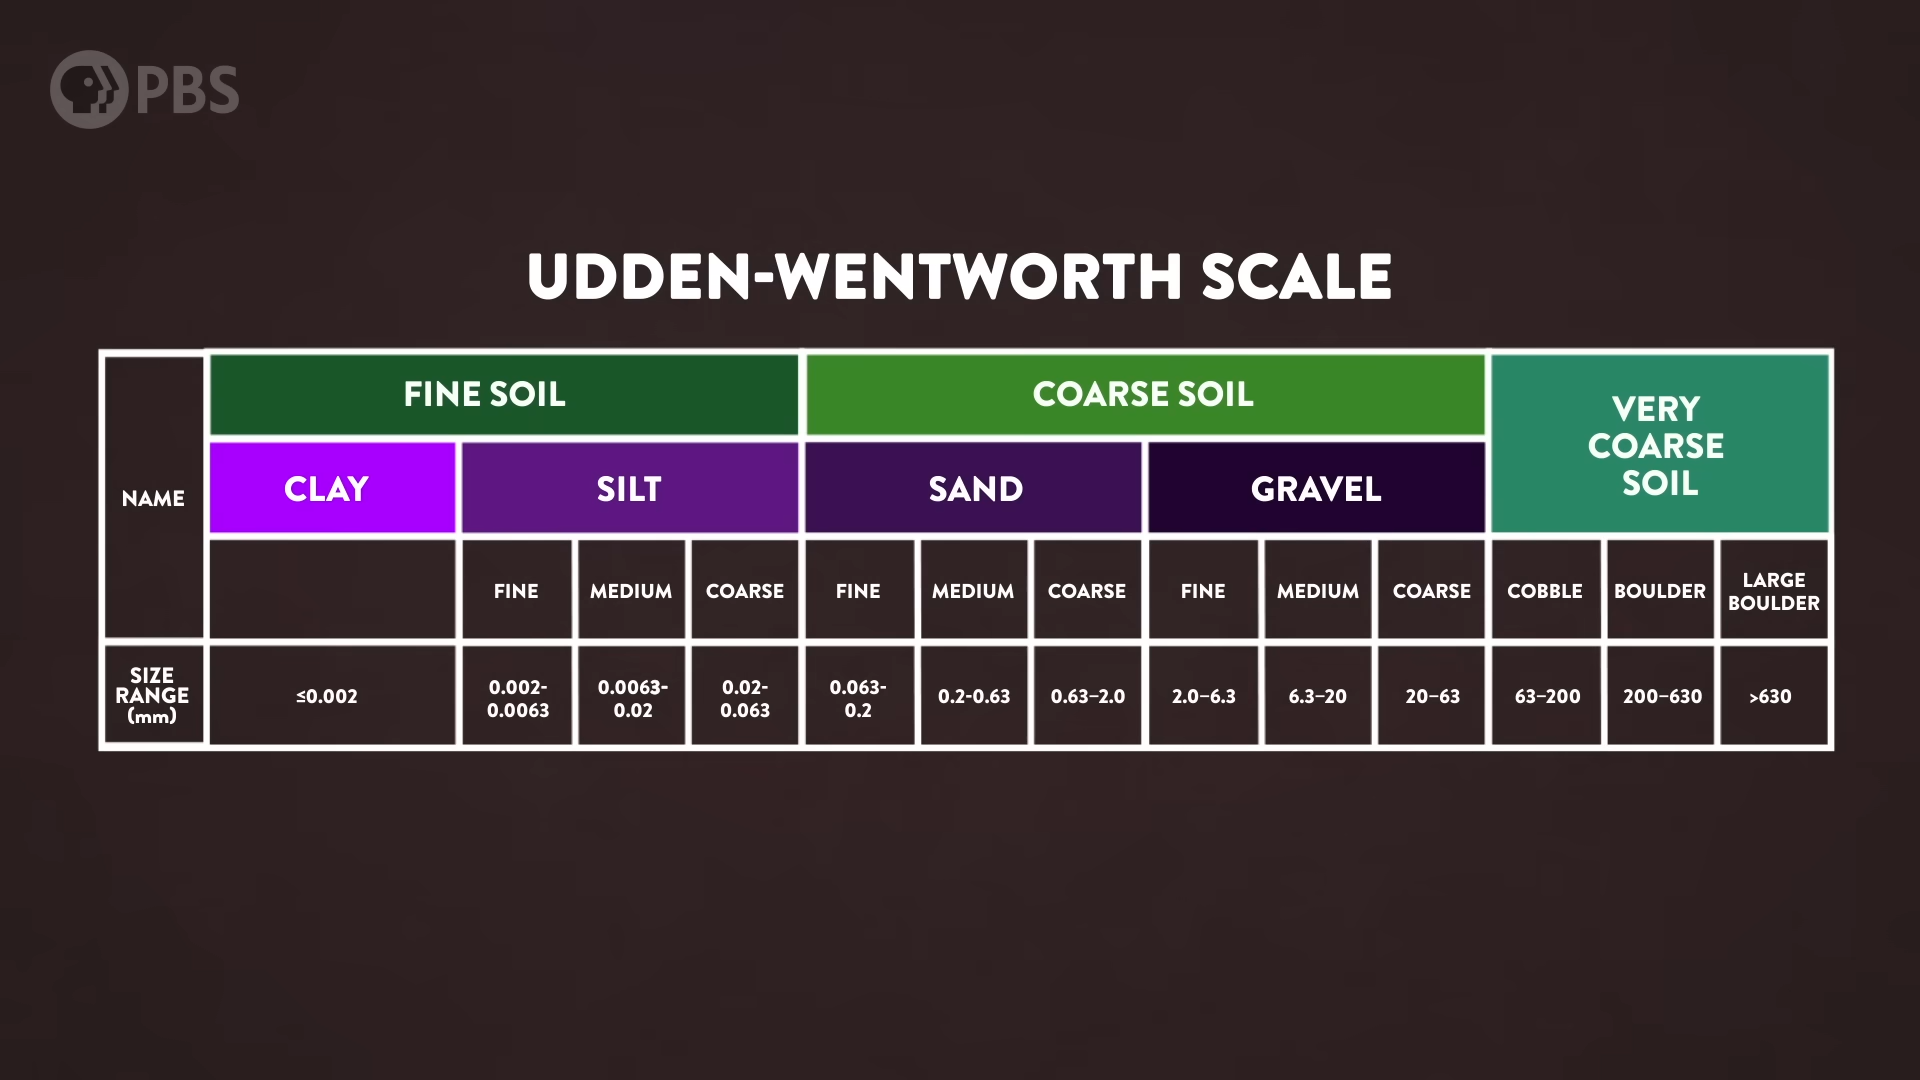 PBS
UDDEN-WENTWORTH SCALE
FINE SOIL
COARSE SOIL
VERY
COARSE
SOIL
NAME
CLAY
SILT
SAND
GRAVEL
FINE
MEDIUM
COARSE
FINE
MEDIUM
COARSE
FINE
MEDIUM
COARSE
COBBLE
BOULDER
LARGE
BOULDER
SIZE
RANGE
(mm)
≤0.002
0.002-
0.0063
0.0063-
0.02
0.02-
0.063
0.063-
0.2
0.2-0.63
0.63–2.0
2.0–6.3
6.3–20
20–63
63–200
200–630
>630